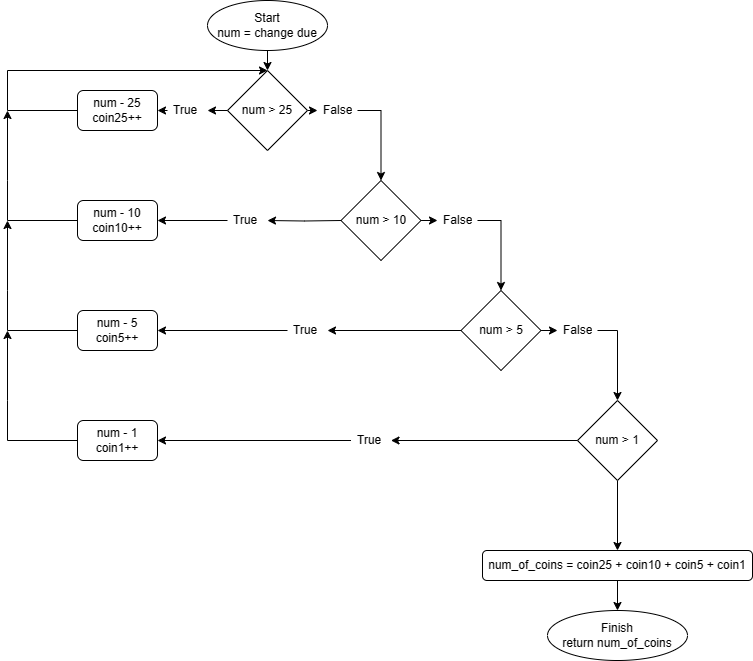 Start
num = change due
num - 25
coin25++
True
num > 25
False
num - 10
coin10++
True
num > 10
False
num - 5
coin5++
True
num > 5
False
num - 1
coin1++
True
num > 1
num_of_coins = coin25 + coin10 + coin5 + coin1
Finish
return num_of_coins